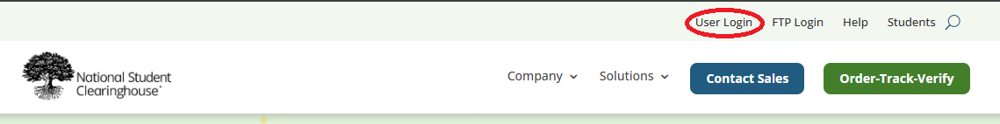 User Login FTP Login Help Students
National Student
Clearinghouse®
Company Solutions Contact Sales Order-Track-Verify